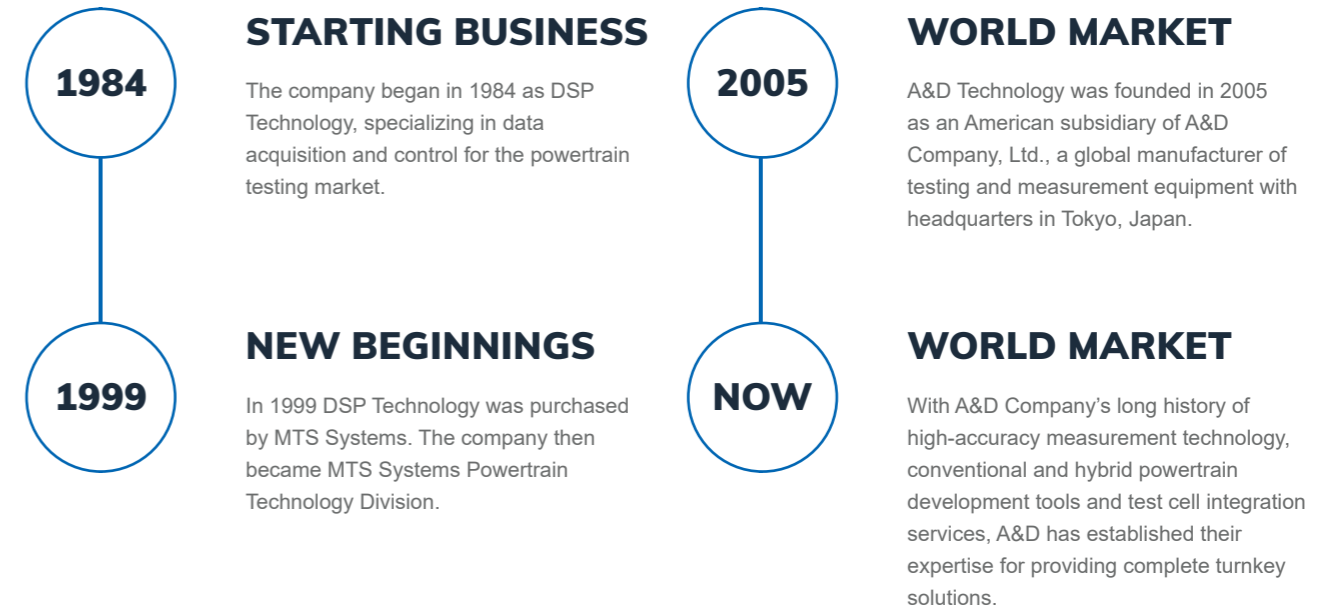 1984
STARTING BUSINESS
The company began in 1984 as DSP
Technology, specializing in data
acquisition and control for the powertrain
testing market.
1999
NEW BEGINNINGS
In 1999 DSP Technology was purchased
by MTS Systems. The company then
became MTS Systems Powertrain
Technology Division.
2005
WORLD MARKET
A&D Technology was founded in 2005
as an American subsidiary of A&D
Company, Ltd., a global manufacturer of
testing and measurement equipment with
headquarters in Tokyo, Japan.
NOW
WORLD MARKET
With A&D Company’s long history of
high-accuracy measurement technology,
conventional and hybrid powertrain
development tools and test cell integration
services, A&D has established their
expertise for providing complete turnkey
solutions.